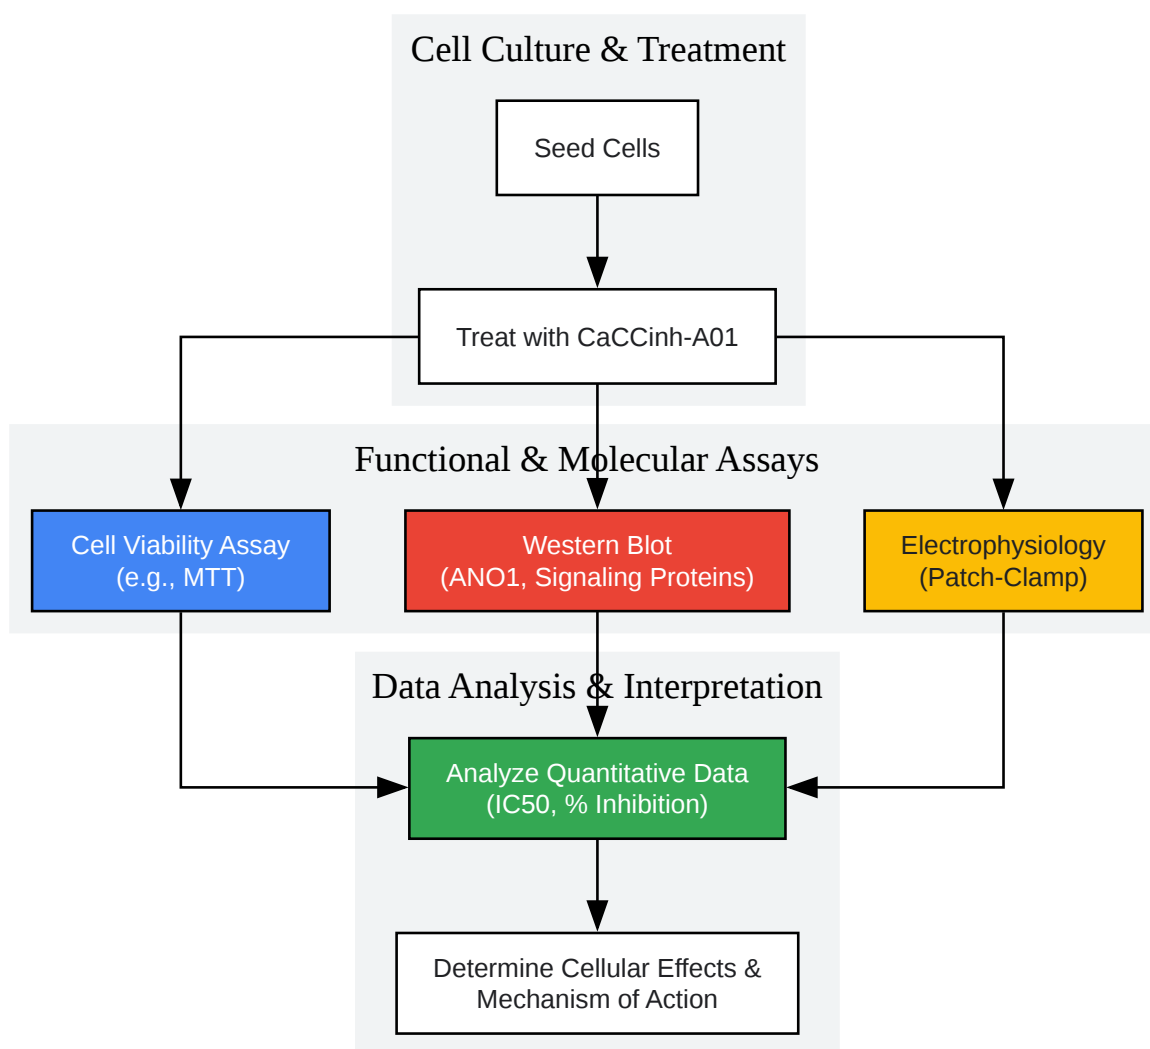 Cell Culture & Treatment
Seed Cells
Treat with CaCCinh-A01
Functional & Molecular Assays
Cell Viability Assay
(e.g., MTT)
Western Blot
(ANO1, Signaling Proteins)
Electrophysiology
(Patch-Clamp)
Data Analysis & Interpretation
Analyze Quantitative Data
(IC50, % Inhibition)
Determine Cellular Effects &
Mechanism of Action